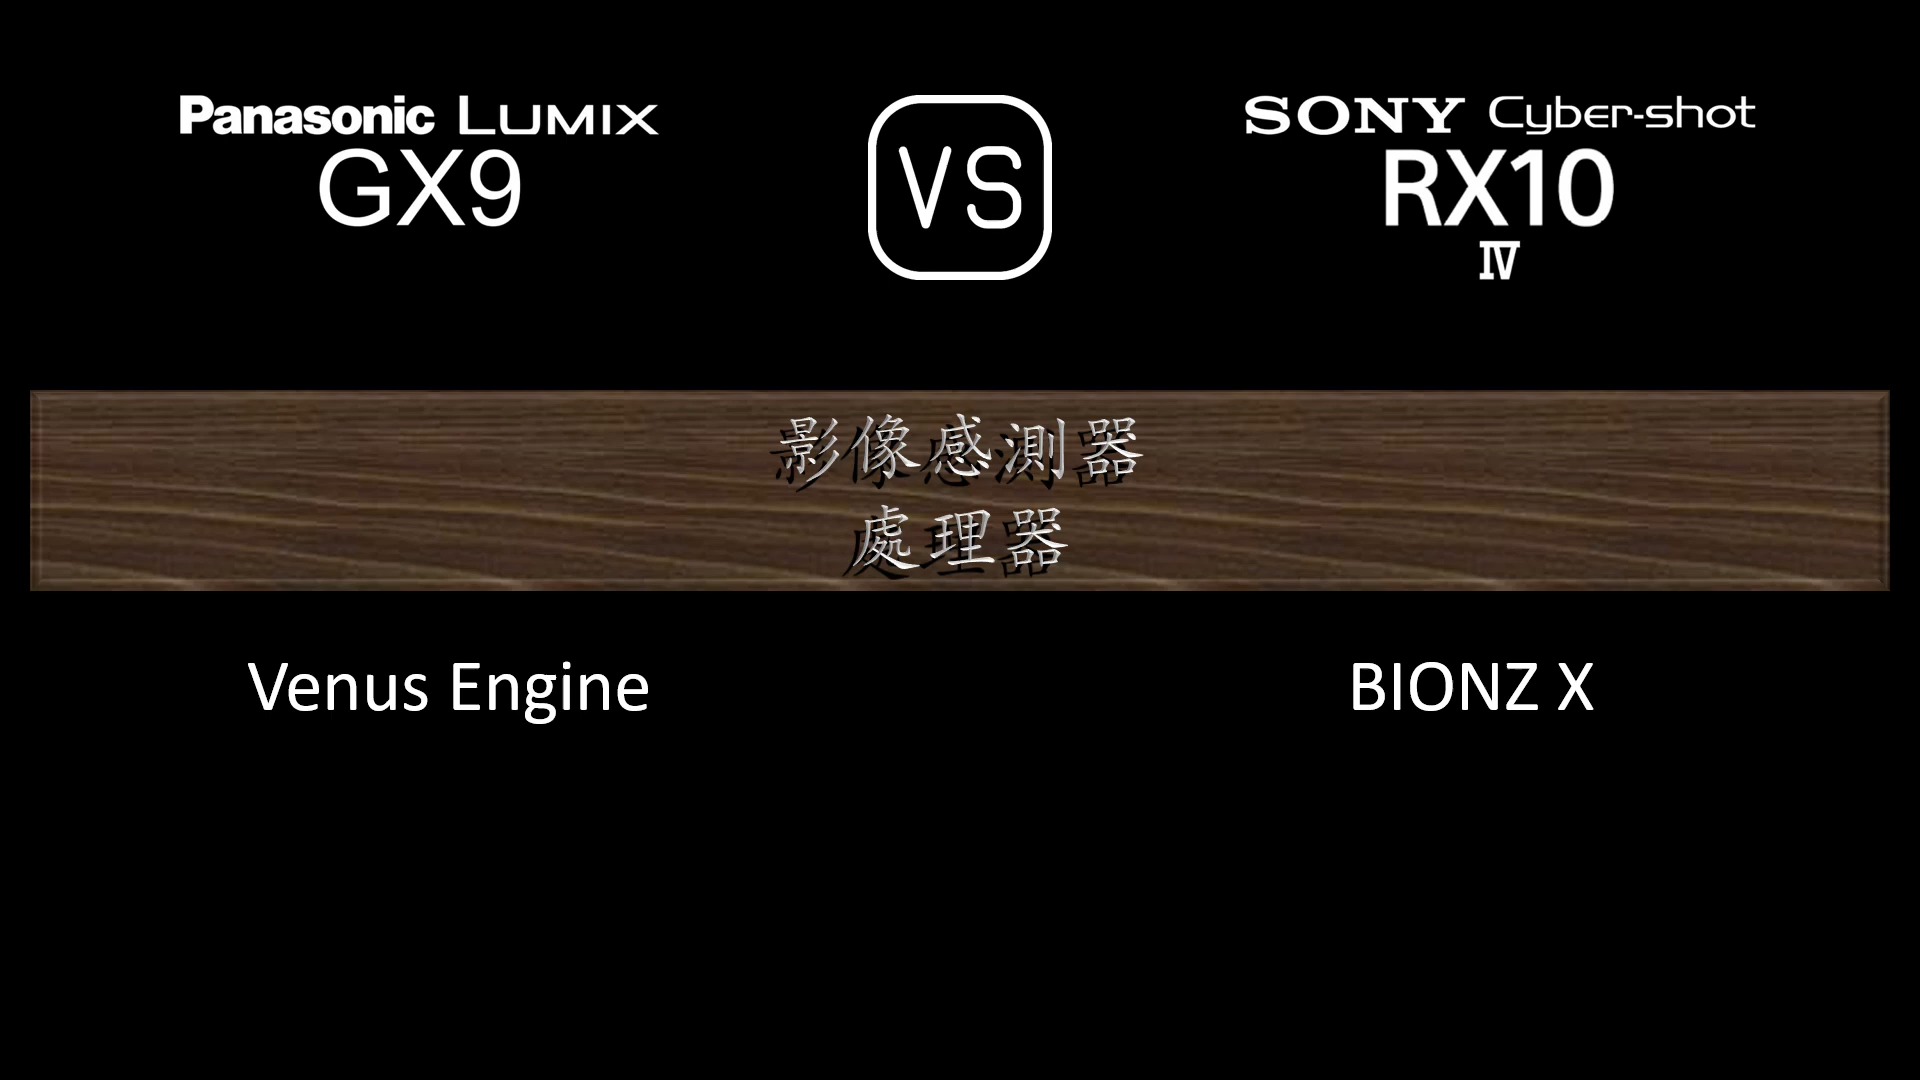 Panasonic LUMIX
GX9
VS
SONY Cyber-shot
RX10
IV
影像感測器
處理器
Venus Engine
BIONZ X